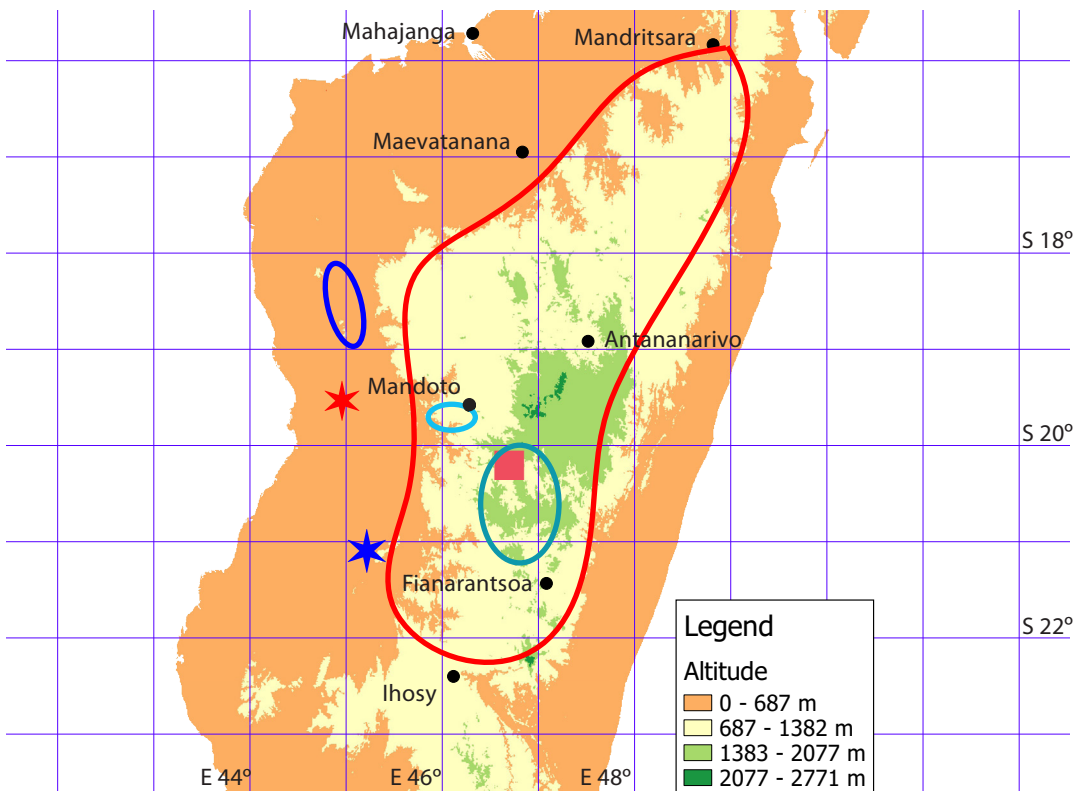 Mahajanga
Mandritsara
Maevatanana
S 18º
Antananarivo
Mandoto
S 20º
Fianarantsoa
S 22º
Ihosy
E 44º
E 46º
E 48º
Legend
Altitude
0 - 687 m
687 - 1382 m
1383 - 2077 m
2077 - 2771 m